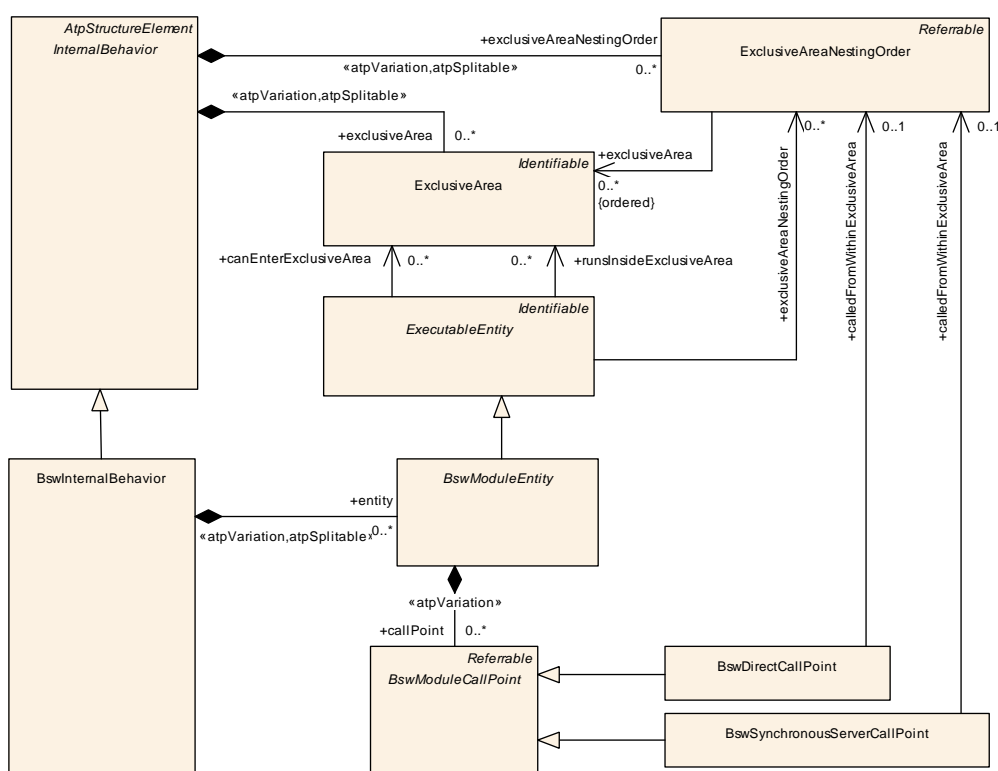 AtpStructureElement
InternalBehavior
+exclusiveAreaNestingOrder
«atpVariation,atpSplitable»
0..*
Referrable
ExclusiveAreaNestingOrder
«atpVariation,atpSplitable»
+exclusiveArea
0..*
Identifiable
ExclusiveArea
+exclusiveArea
0..*
{ordered}
0..*
0..1
0..1
+exclusiveAreaNestingOrder
+calledFromWithinExclusiveArea
+calledFromWithinExclusiveArea
+canEnterExclusiveArea
0..*
0..*
+runsInsideExclusiveArea
Identifiable
ExecutableEntity
BswInternalBehavior
+entity
«atpVariation,atpSplitable»
0..*
BswModuleEntity
«atpVariation»
+callPoint
0..*
Referrable
BswModuleCallPoint
BswDirectCallPoint
BswSynchronousServerCallPoint